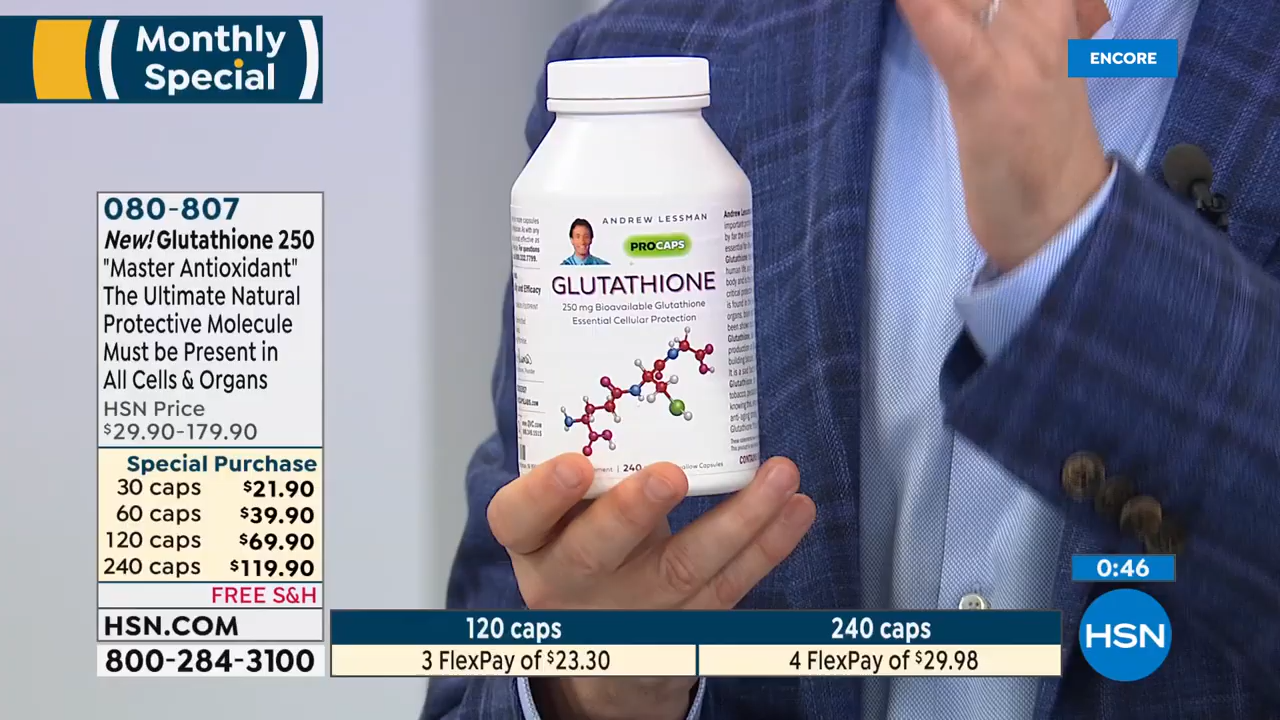 Monthly
Special
ENCORE
080-807
New! Glutathione 250
"Master Antioxidant"
The Ultimate Natural
Protective Molecule
Must be Present in
All Cells & Organs
HSN Price
$29.90-179.90
Special Purchase
30 caps $21.90
60 caps $39.90
120 caps $69.90
240 caps $119.90
FREE S&H
HSN.COM
800-284-3100
ANDREW LESSMAN
PROCAPS
GLUTATHIONE
250 mg Bioavailable Glutathione
Essential Cellular Protection
240
Capsules
120 caps
240 caps
3 FlexPay of $23.30
4 FlexPay of $29.98
0:46
HSN